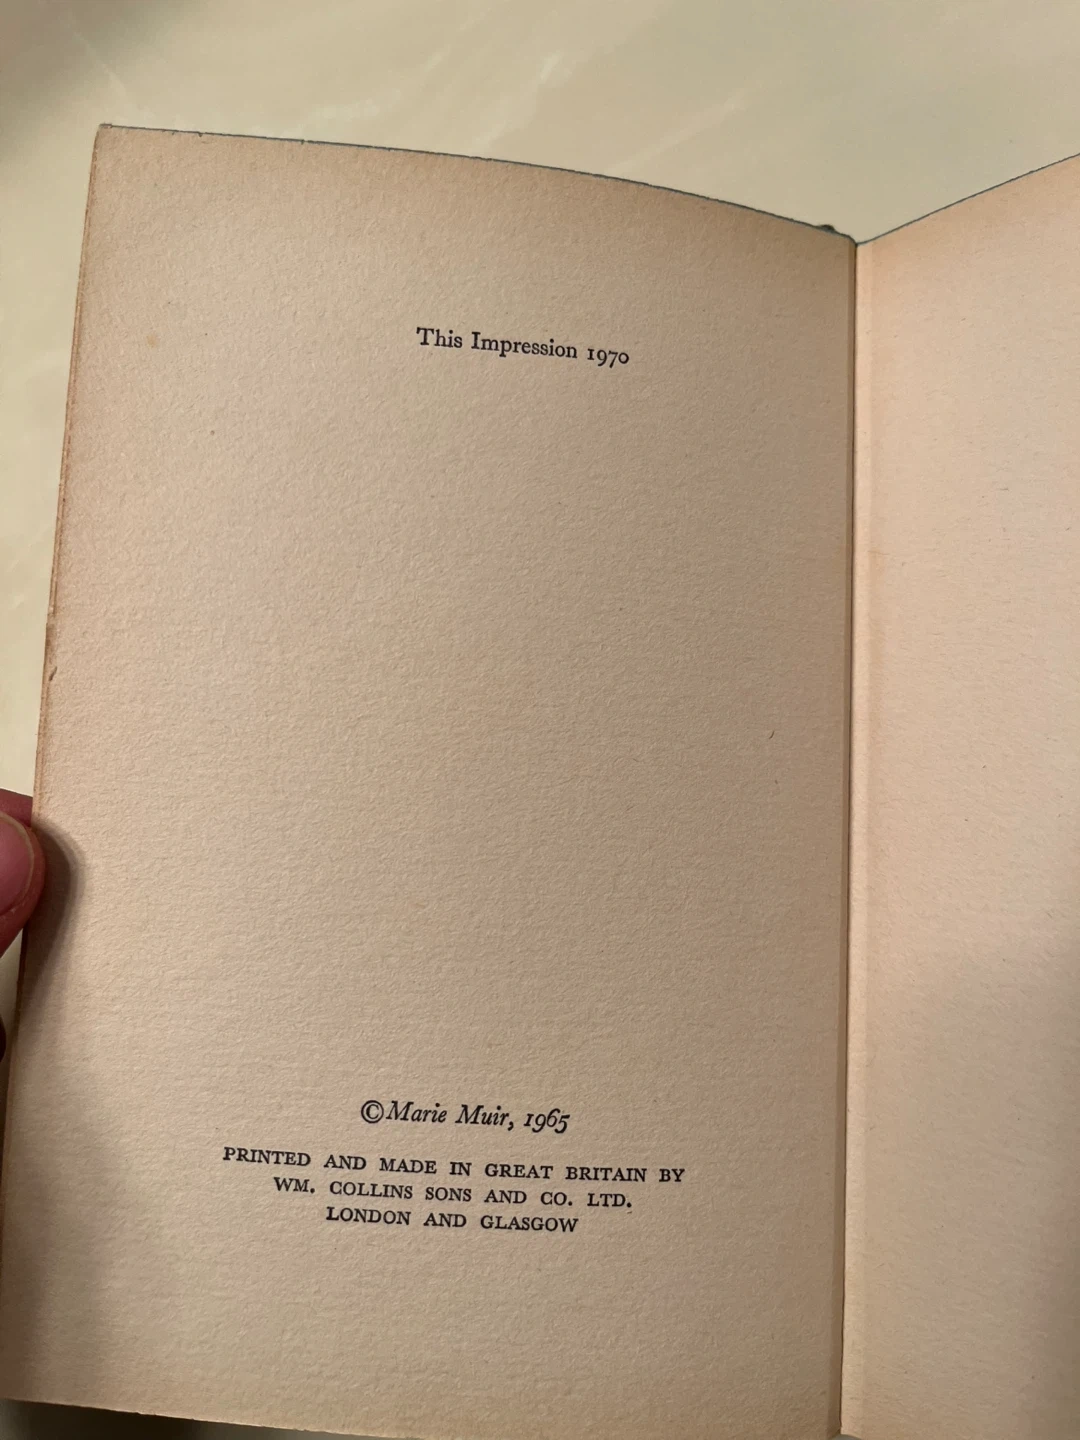 This Impression 1970
©Marie Muir, 1965
PRINTED AND MADE IN GREAT BRITAIN BY
WM. COLLINS SONS AND CO. LTD.
LONDON AND GLASGOW